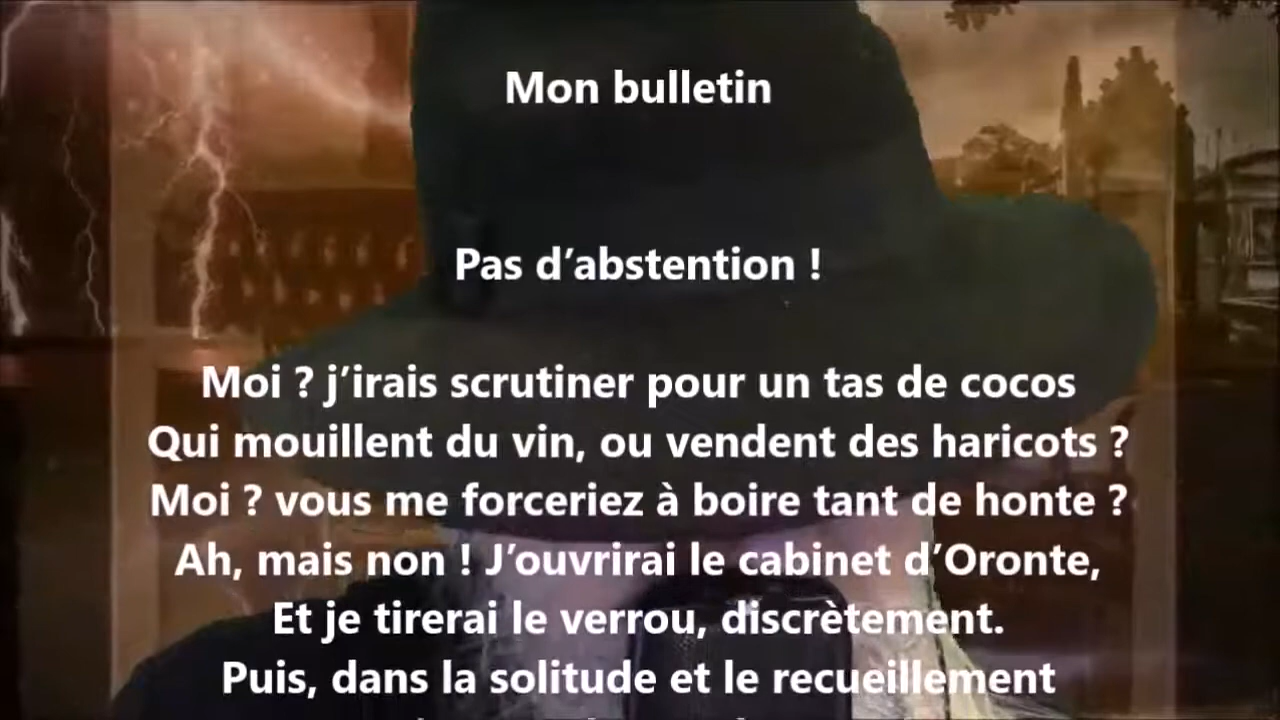 Mon bulletin
Pas d’abstention !
Moi ? j’irais scrutiner pour un tas de cocos
Qui mouillent du vin, ou vendent des haricots ?
Moi ? vous me forceriez à boire tant de honte ?
Ah, mais non ! J’ouvrirai le cabinet d’Oronte,
Et je tirerai le verrou, discrètement.
Puis, dans la solitude et le recueillement